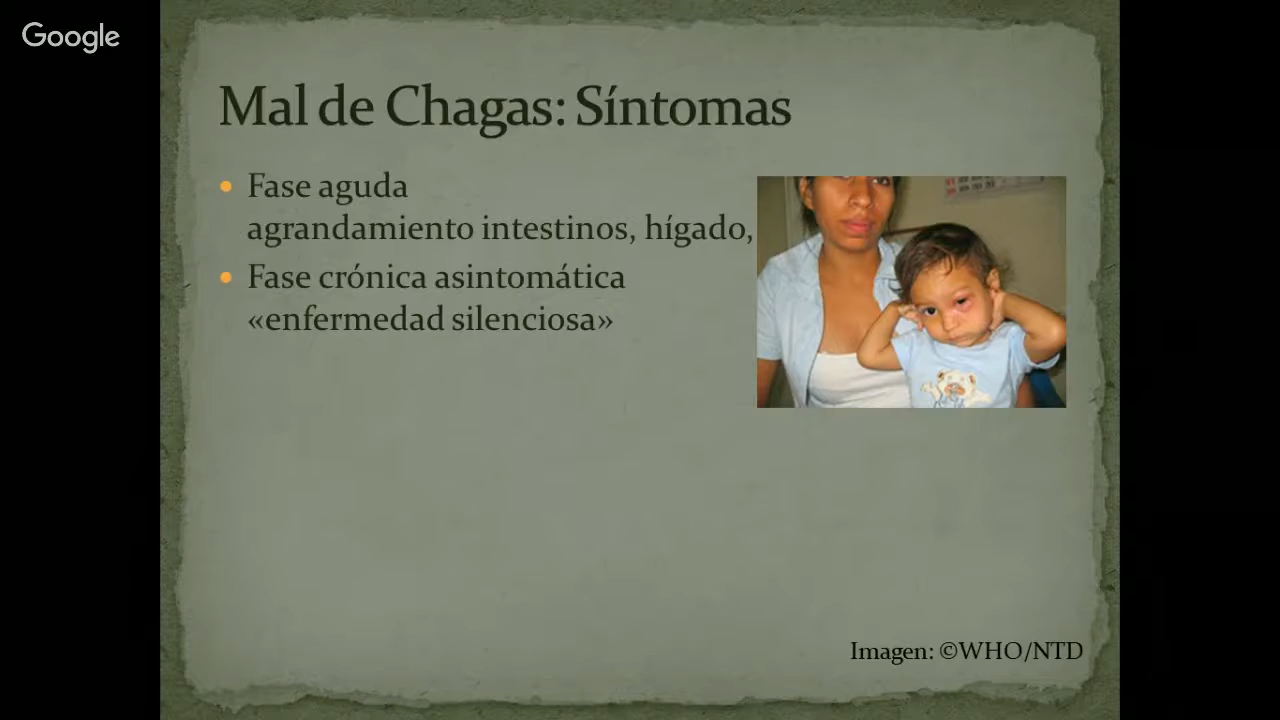 Google
Mal de Chagas: Síntomas
Fase aguda
agrandamiento intestinos, hígado,
Fase crónica asintomática
«enfermedad silenciosa»
Imagen: ©WHO/NTD